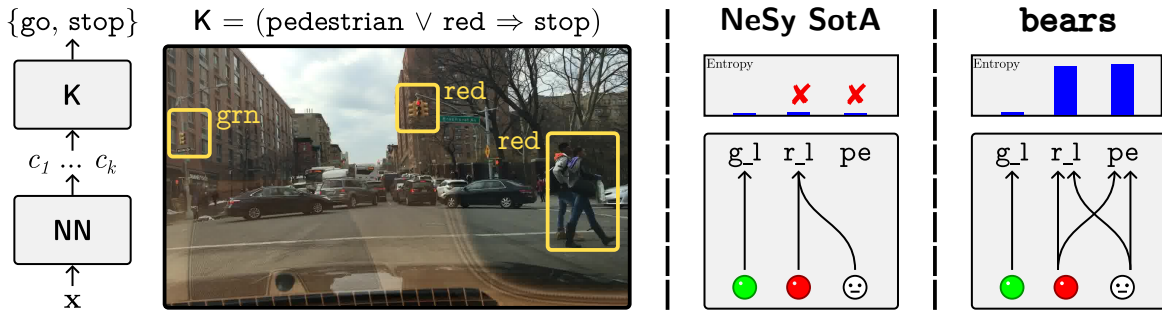 {go, stop}
K
c1 ... ck
NN
x
K = (pedestrian ∨ red ⇒ stop)
grn
red
red
NeSy SotA
Entropy
✘ ✘
g_l r_l pe
bears
Entropy
g_l r_l pe